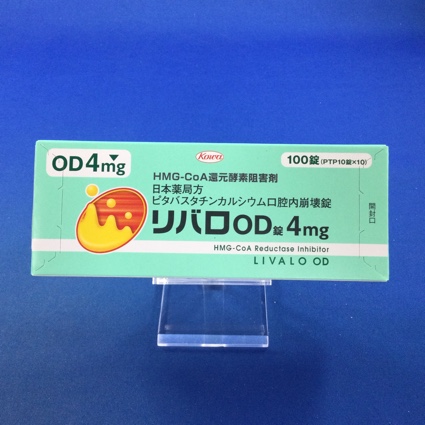 Kowa
OD4mg
100錠(PTP10錠×10)
HMG-CoA還元酵素阻害剤
日本薬局方
ピタバスタチンカルシウム口腔内崩壊錠
リバロOD錠4mg
HMG-CoA Reductase Inhibitor
LIVALO OD
開封口